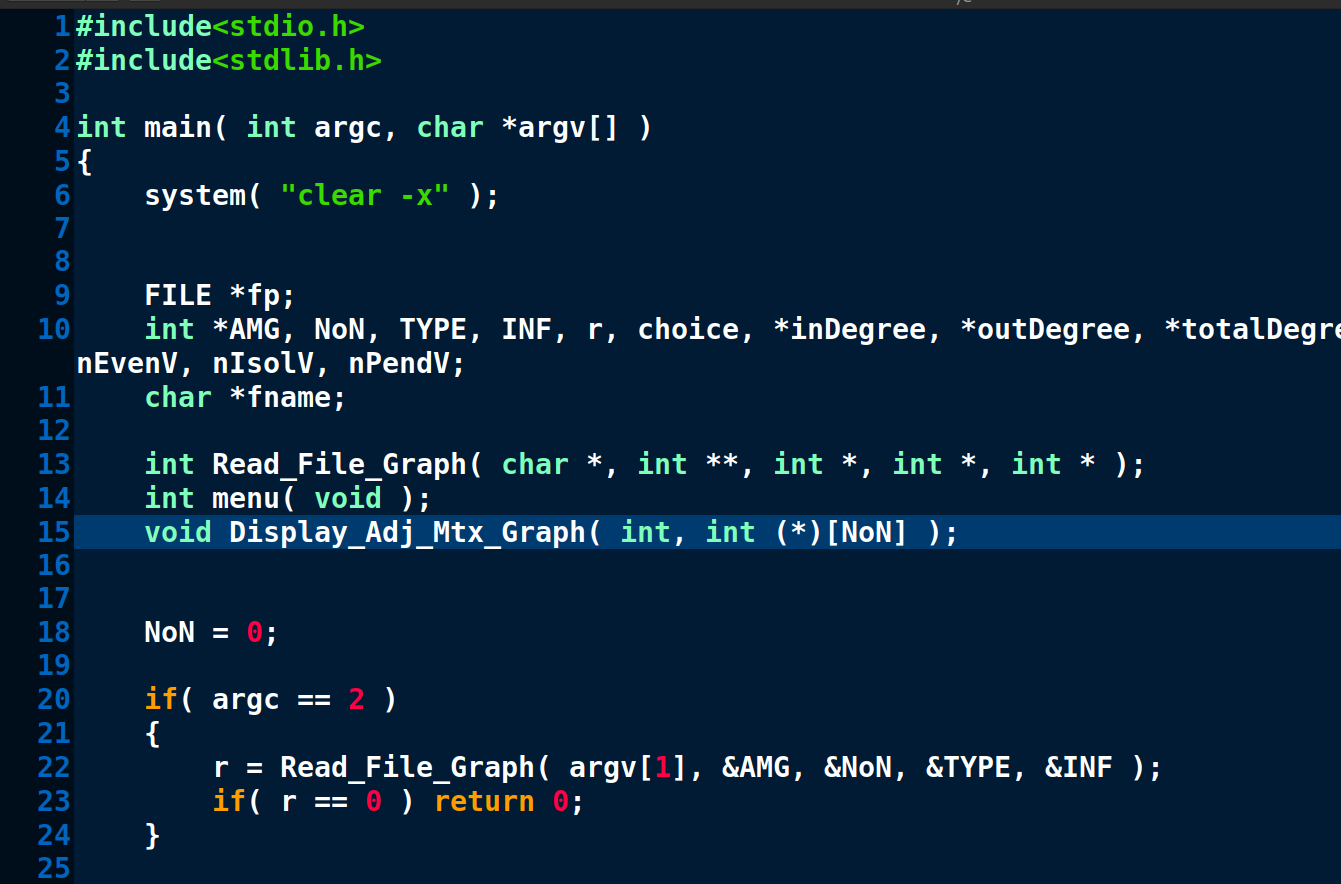 1 #include<stdio.h>
2 #include<stdlib.h>
3
4 int main( int argc, char *argv[] )
5 {
6     system( "clear -x" );
7
8
9     FILE *fp;
10     int *AMG, NoN, TYPE, INF, r, choice, *inDegree, *outDegree,
nEvenV, nIsolV, nPendV;
11     char *fname;
12
13     int Read_File_Graph( char *, int **, int *, int *, int * );
14     int menu( void );
15     void Display_Adj_Mtx_Graph( int, int (*)[NoN] );
16
17
18     NoN = 0;
19
20     if( argc == 2 )
21     {
22         r = Read_File_Graph( argv[1], &AMG, &NoN, &TYPE, &INF );
23         if( r == 0 ) return 0;
24     }
25